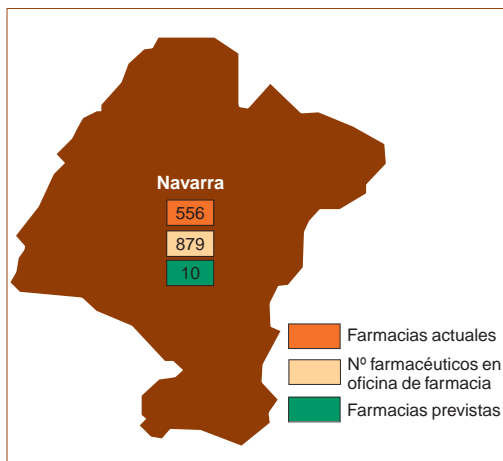 Navarra
556
879
10
Farmacias actuales
Nº farmacéuticos en
oficina de farmacia
Farmacias previstas